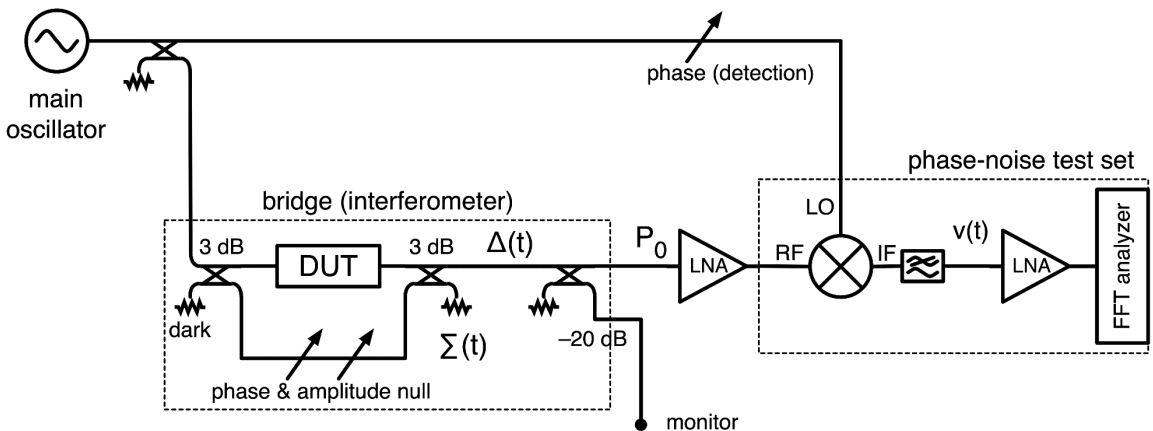 main
oscillator
phase (detection)
phase-noise test set
bridge (interferometer)
LO
3 dB
3 dB
Δ(t)
P0
v(t)
DUT
LNA
RF
IF
LNA
FFT analyzer
dark
∑(t)
–20 dB
phase & amplitude null
monitor